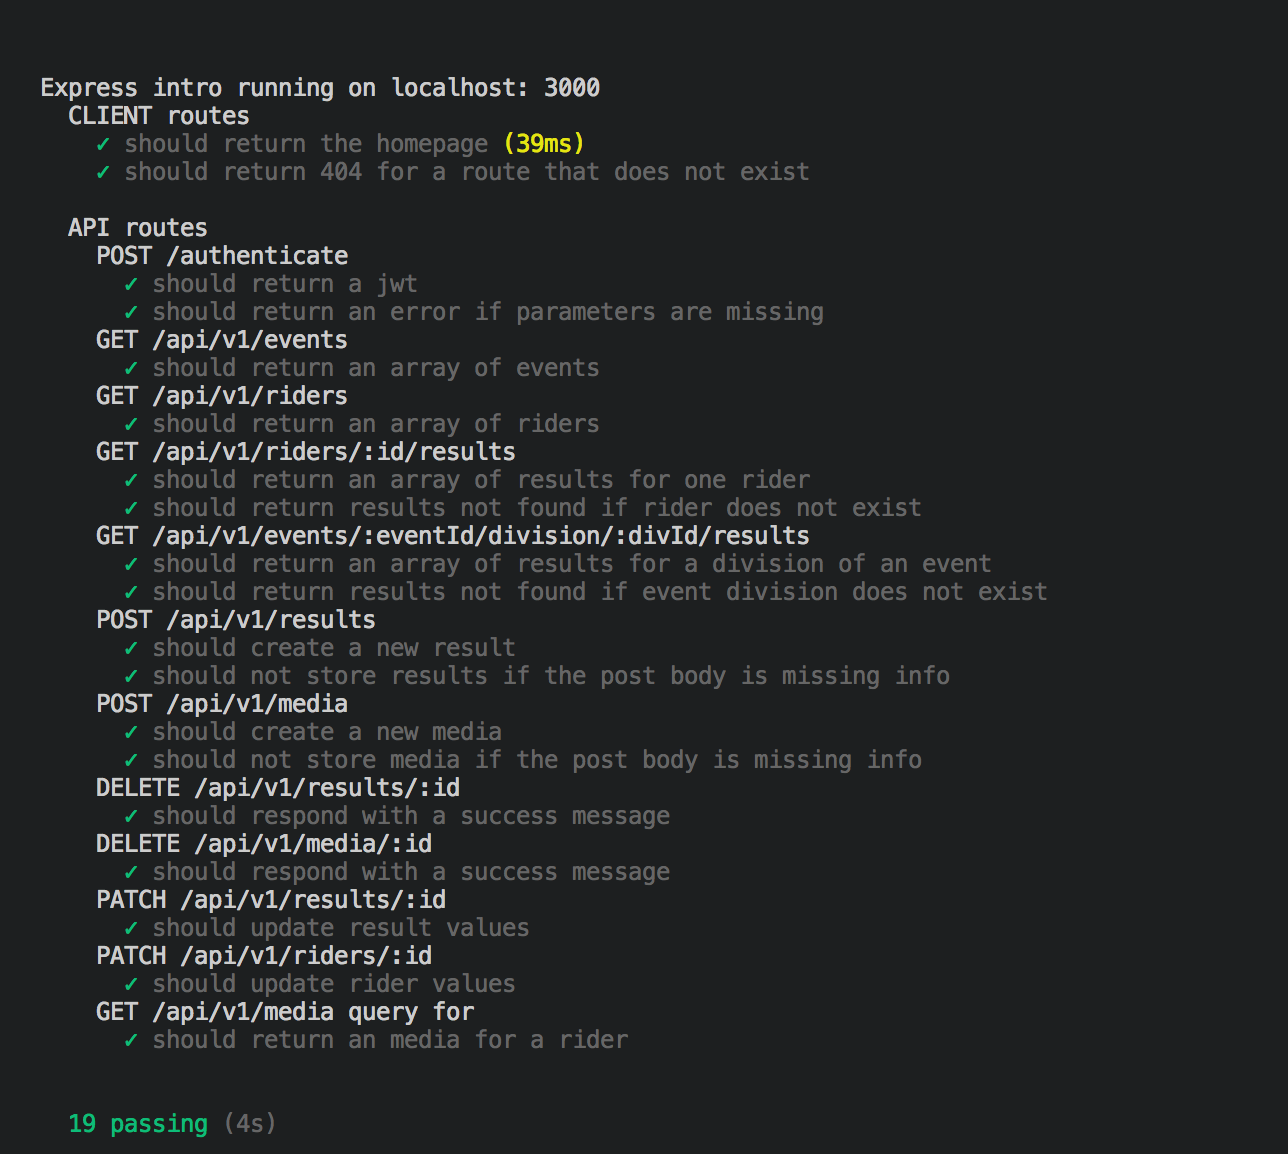 Express intro running on localhost: 3000
CLIENT routes
✓ should return the homepage (39ms)
✓ should return 404 for a route that does not exist
API routes
POST /authenticate
✓ should return a jwt
✓ should return an error if parameters are missing
GET /api/v1/events
✓ should return an array of events
GET /api/v1/riders
✓ should return an array of riders
GET /api/v1/riders/:id/results
✓ should return an array of results for one rider
✓ should return results not found if rider does not exist
GET /api/v1/events/:eventId/division/:divId/results
✓ should return an array of results for a division of an event
✓ should return results not found if event division does not exist
POST /api/v1/results
✓ should create a new result
✓ should not store results if the post body is missing info
POST /api/v1/media
✓ should create a new media
✓ should not store media if the post body is missing info
DELETE /api/v1/results/:id
✓ should respond with a success message
DELETE /api/v1/media/:id
✓ should respond with a success message
PATCH /api/v1/results/:id
✓ should update result values
PATCH /api/v1/riders/:id
✓ should update rider values
GET /api/v1/media query for
✓ should return an media for a rider
19 passing (4s)